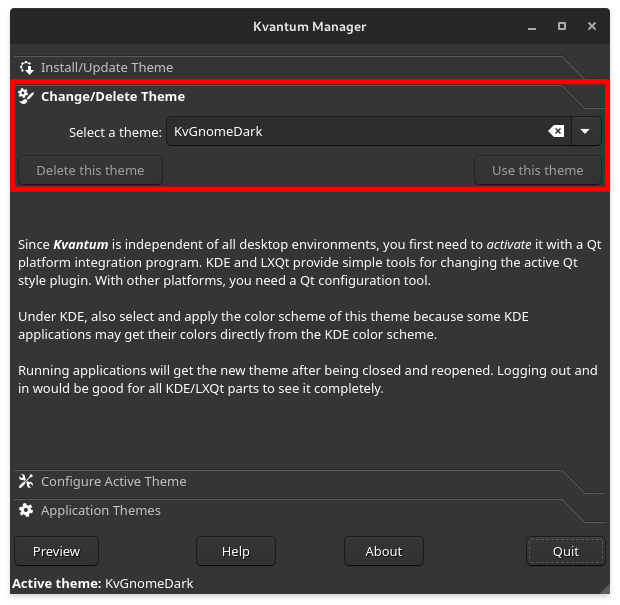 Kvantum Manager
Install/Update Theme
Change/Delete Theme
Select a theme: KvGnomeDark
Delete this theme Use this theme
Since Kvantum is independent of all desktop environments, you first need to activate it with a Qt
platform integration program. KDE and LXQt provide simple tools for changing the active Qt
style plugin. With other platforms, you need a Qt configuration tool.
Under KDE, also select and apply the color scheme of this theme because some KDE
applications may get their colors directly from the KDE color scheme.
Running applications will get the new theme after being closed and reopened. Logging out and
in would be good for all KDE/LXQt parts to see it completely.
Configure Active Theme
Application Themes
Preview Help About Quit
Active theme: KvGnomeDark